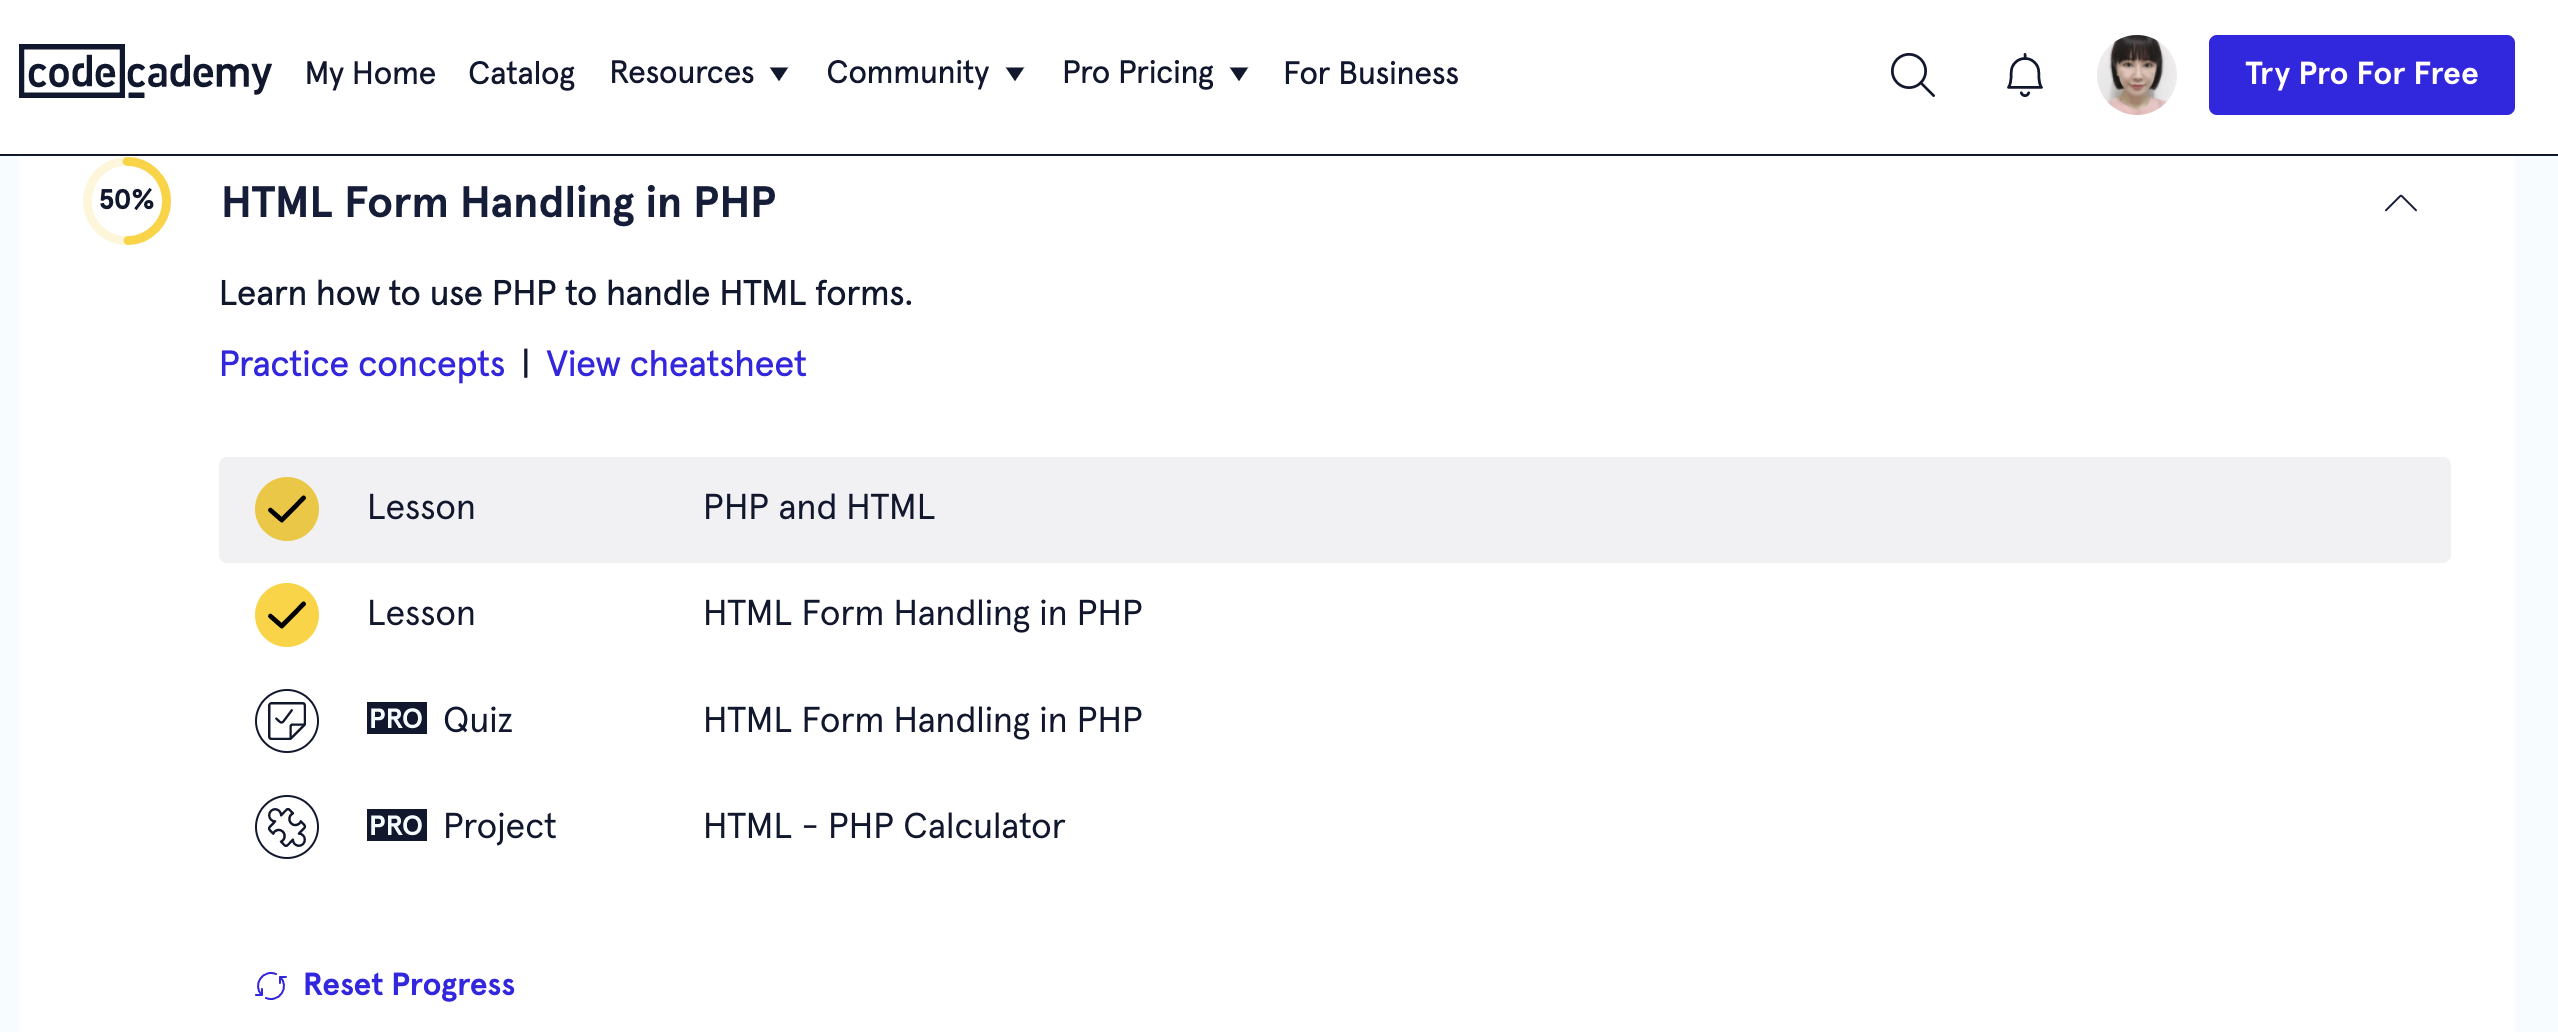 codecademy My Home Catalog Resources Community Pro Pricing For Business Try Pro For Free
50% HTML Form Handling in PHP
Learn how to use PHP to handle HTML forms.
Practice concepts | View cheatsheet
Lesson PHP and HTML
Lesson HTML Form Handling in PHP
PRO Quiz HTML Form Handling in PHP
PRO Project HTML - PHP Calculator
Reset Progress